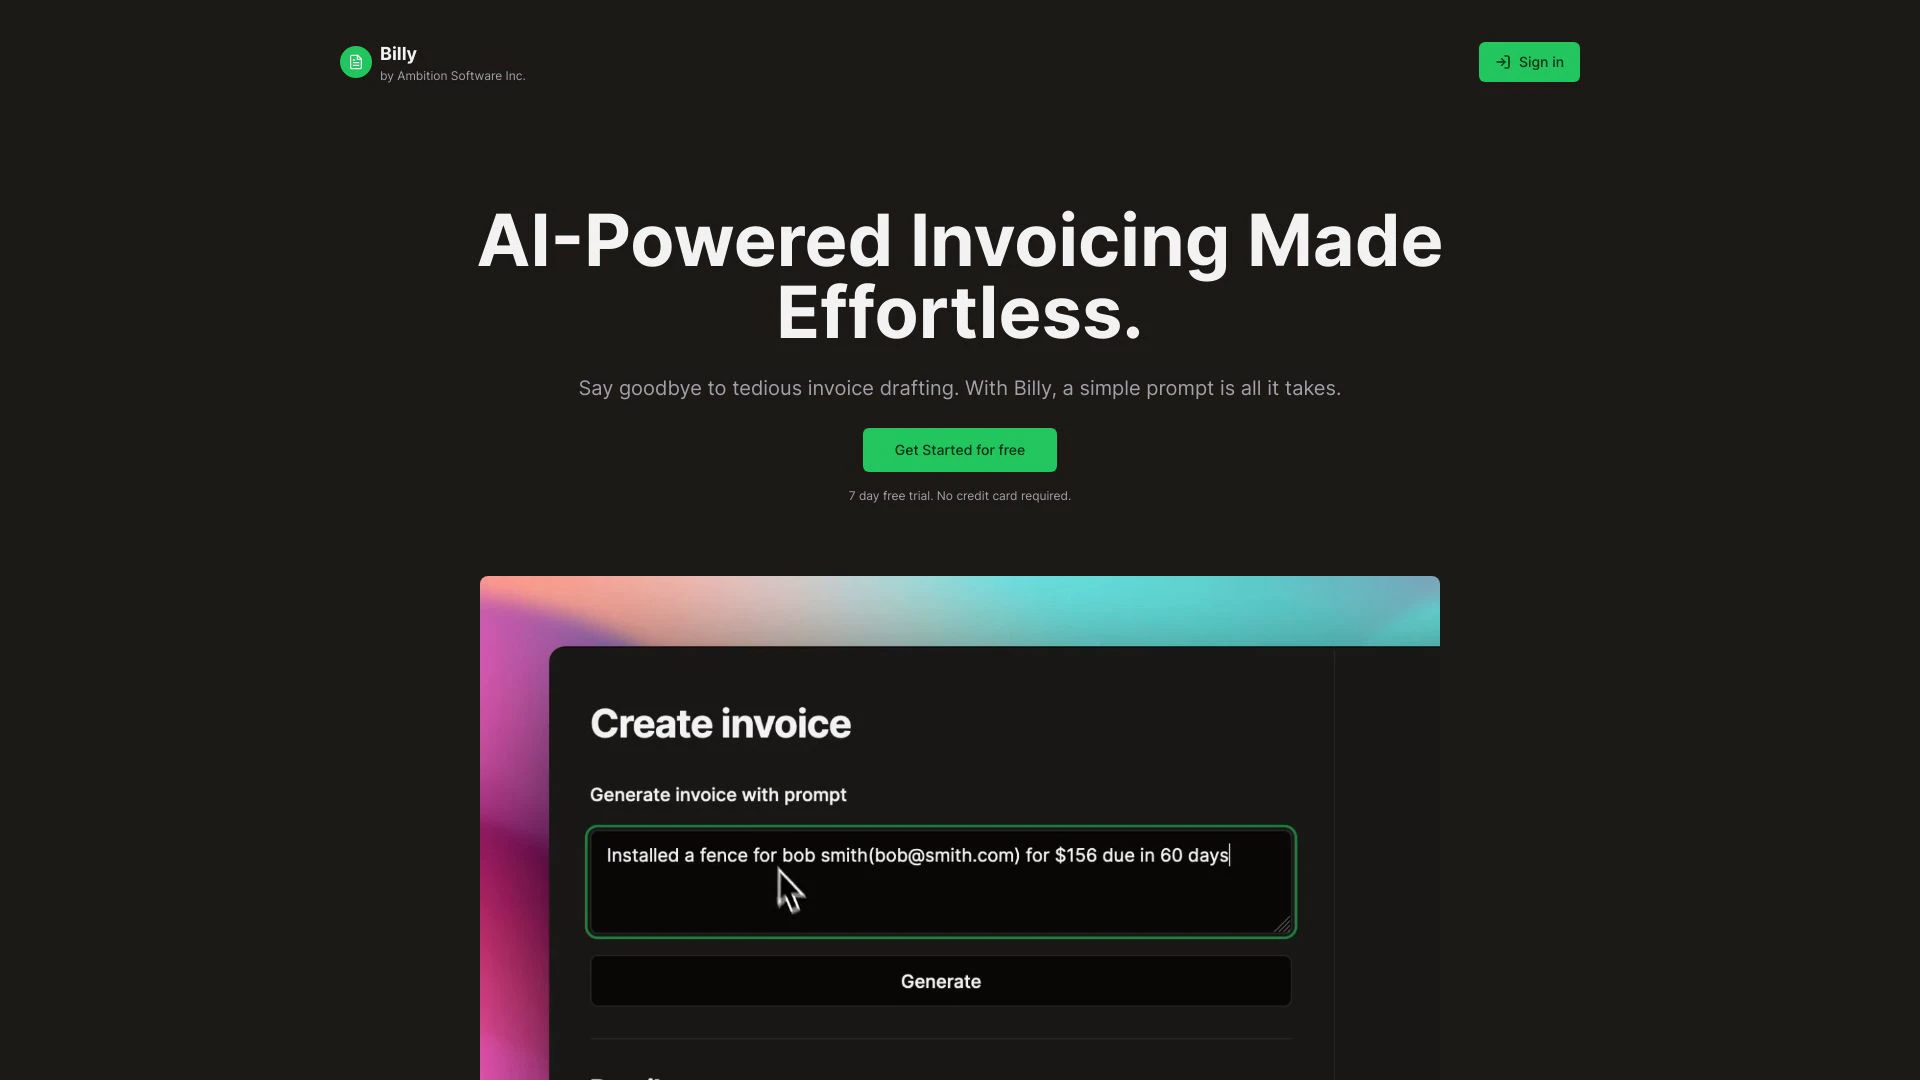 Billy
by Ambition Software Inc.
Sign in
AI-Powered Invoicing Made
Effortless.
Say goodbye to tedious invoice drafting. With Billy, a simple prompt is all it takes.
Get Started for free
7 day free trial. No credit card required.
Create invoice
Generate invoice with prompt
Installed a fence for bob smith(bob@smith.com) for $156 due in 60 days
Generate